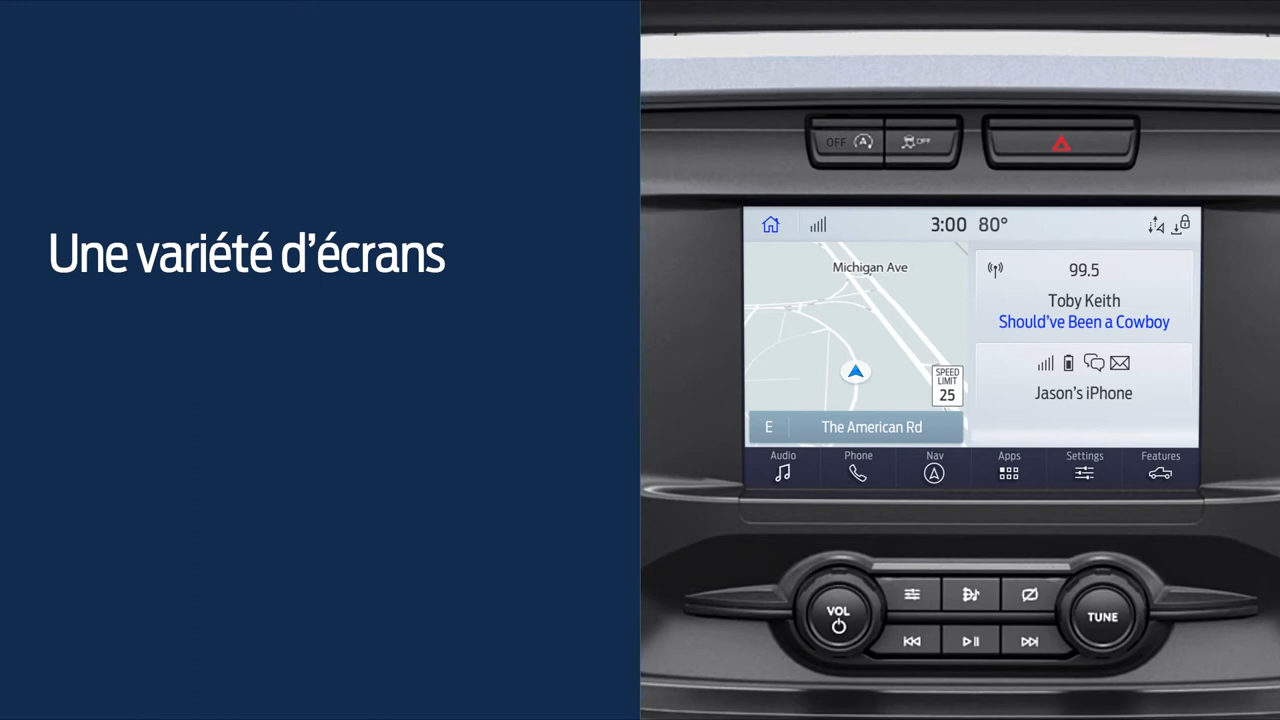 Une variété d'écrans
OFF
OFF
3:00 80°
Michigan Ave
SPEED
LIMIT
25
E The American Rd
99.5
Toby Keith
Should've Been a Cowboy
Jason's iPhone
Audio Phone Nav Apps Settings Features
VOL
TUNE